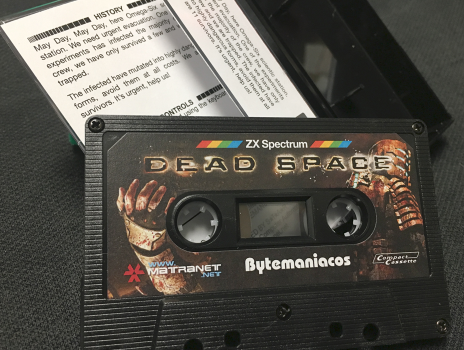 HISTORY
May Day, May Day, here Omega-Six s
station. We need urgent evacuation. One
experiments has infected the majority
crew, we have only survived a few and
trapped.
The infected have mutated into highly dan
forms, avoid them at all costs. We
survivors. It's urgent, help us!
CONTROLS
using the keyboar
ZX Spectrum
DEAD SPACE
www.
MATRANET
.NET
Bytemaniacos
Compact
Cassette